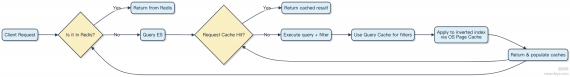 Client Request
Is it in Redis?
Yes
Return from Redis
No
Query ES
Request Cache Hit?
Yes
Return cached result
No
Execute query + filter
Use Query Cache for filters
Apply to inverted index
via OS Page Cache
Return & populate caches